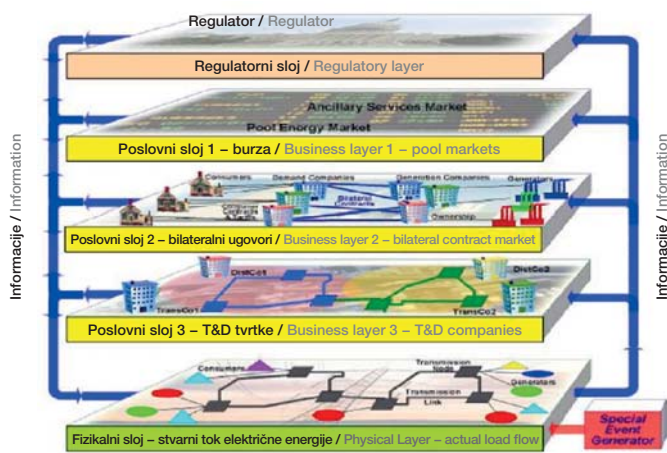 Regulator / Regulator
Regulatorni sloj / Regulatory layer
Ancillary Services Market
Pool Energy Market
Poslovni sloj 1 – burza / Business layer 1 – pool markets
Consumers
Demand Companies
Generation Companies
Generators
Bilateral
Contracts
Consumer
Contracts
Ownership
Poslovni sloj 2 – bilateralni ugovori / Business layer 2 – bilateral contract market
DistCo1
DistCo3
TransCo1
TransCo2
Poslovni sloj 3 – T&D tvrtke / Business layer 3 – T&D companies
Consumers
Transmission
Node
Generators
Transmission
Link
Fizikalni sloj – stvarni tok električne energije / Physical Layer – actual load flow
Special
Event
Generator
Informacije / Information
Informacije / Information